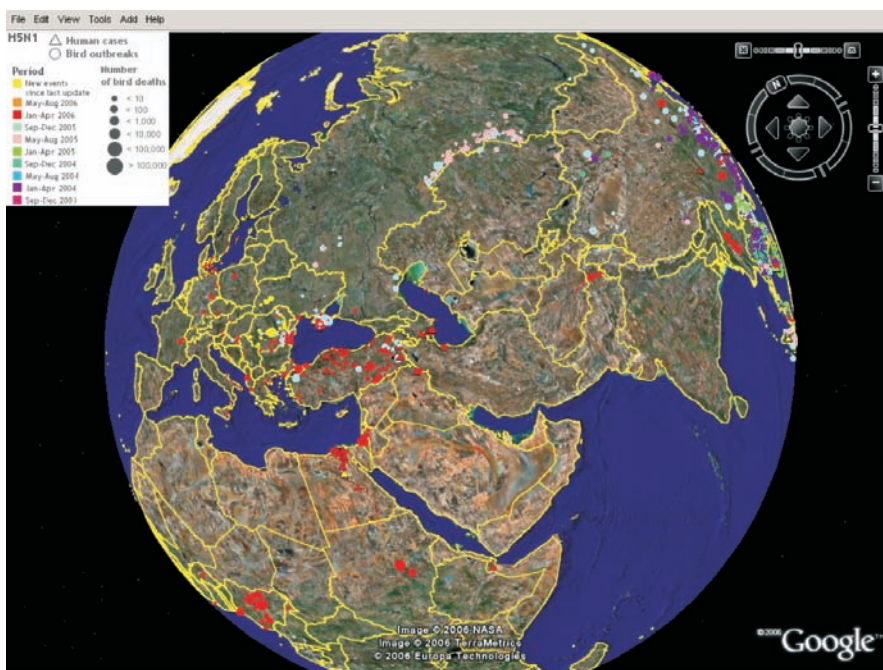 File Edit View Tools Add Help
H5N1
△ Human cases
○ Bird outbreaks
Period
New events
since last update
May-Aug 2006
Jan-Apr 2006
Sep-Dec 2005
May-Aug 2005
Jan-Apr 2005
Sep-Dec 2004
May-Aug 2004
Jan-Apr 2004
Sep-Dec 2003
Number
of bird deaths
< 10
< 100
< 1,000
< 10,000
< 100,000
> 100,000
N
Image © 2006 NASA
Image © 2006 TerraMetrics
© 2006 Europa Technologies
©2006 Google™